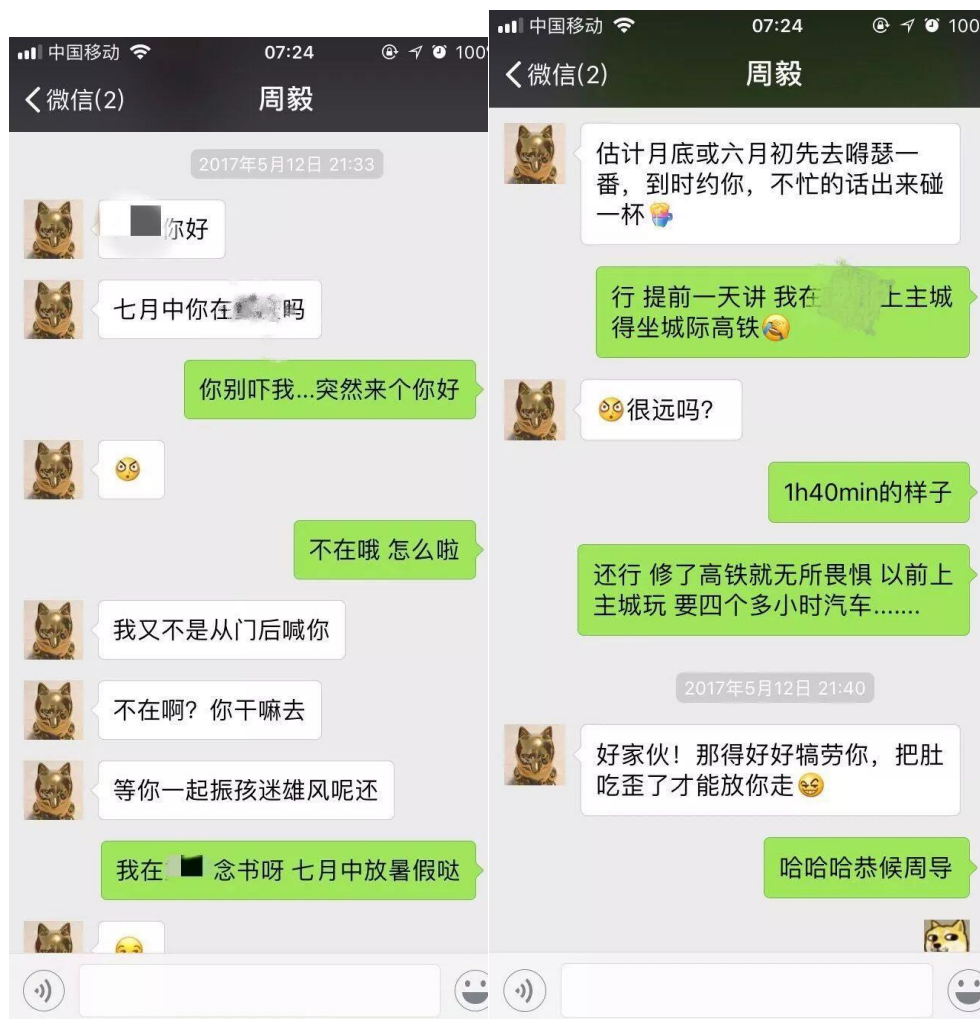 中国移动 07:24 100%
微信(2) 周毅
2017年5月12日 21:33
你好
七月中你在 吗
你别吓我...突然来个你好
不在哦 怎么啦
我又不是从门后喊你
不在啊？你干嘛去
等你一起振孩迷雄风呢还
我在 念书呀 七月中放暑假哒
中国移动 07:24 100
微信(2) 周毅
估计月底或六月初先去嘚瑟一
番，到时约你，不忙的话出来碰
一杯
行 提前一天讲 我在 上主城
得坐城际高铁
很远吗？
1h40min的样子
还行 修了高铁就无所畏惧 以前上
主城玩 要四个多小时汽车.......
2017年5月12日 21:40
好家伙！那得好好犒劳你，把肚
吃歪了才能放你走
哈哈哈恭候周导